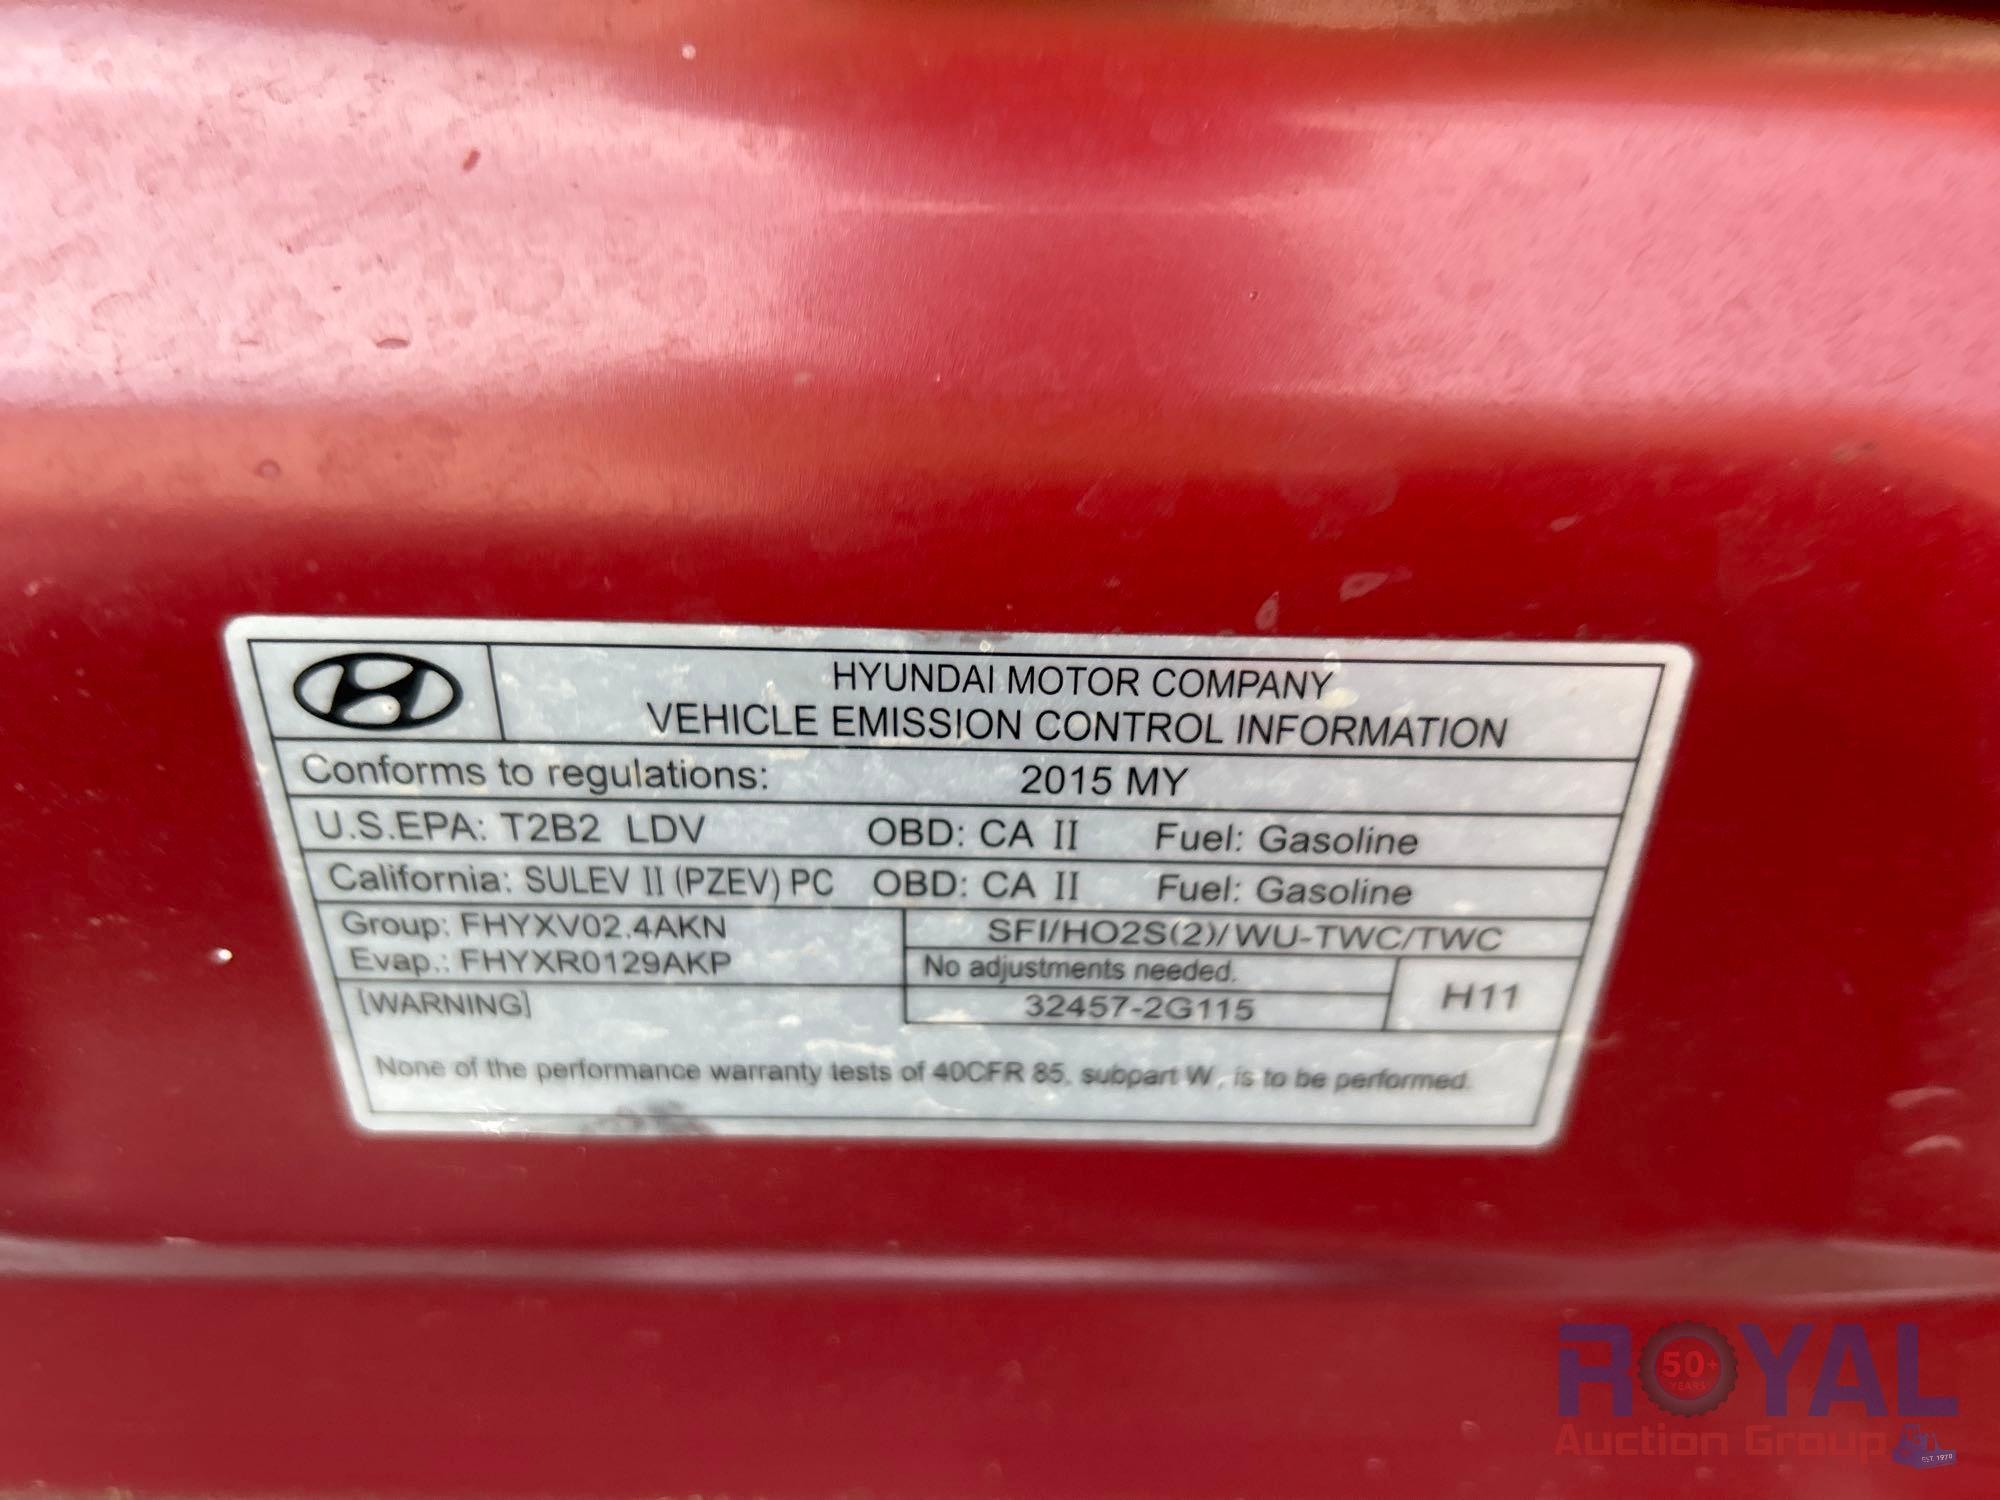 HYUNDAI MOTOR COMPANY
VEHICLE EMISSION CONTROL INFORMATION
Conforms to regulations: 2015 MY
U.S.EPA: T2B2 LDV OBD: CA II Fuel: Gasoline
California: SULEV II (PZEV) PC OBD: CA II Fuel: Gasoline
Group: FHYXV02.4AKN SFI/HO2S(2)/WU-TWC/TWC
Evap.: FHYXR0129AKP No adjustments needed. H11
[WARNING] 32457-2G115
None of the performance warranty tests of 40CFR 85, subpart W, is to be performed.
ROYAL
50+
YEARS
Auction Group
EST. 1970